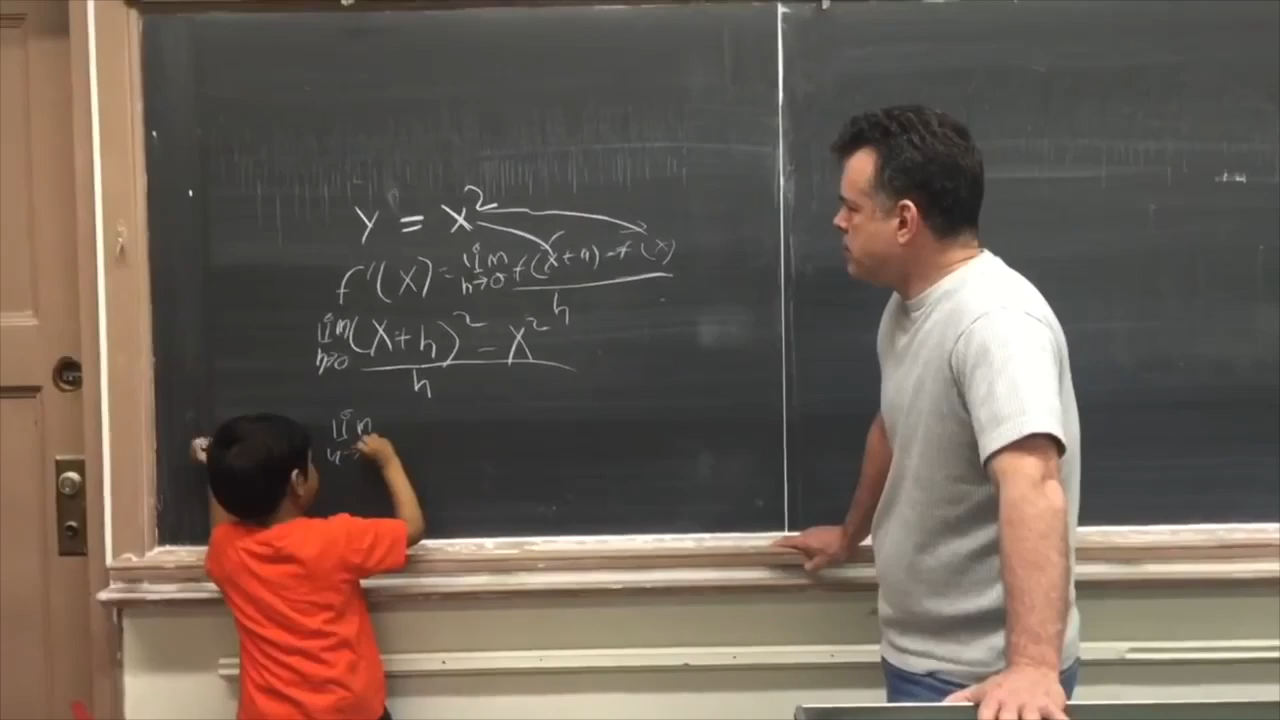 y = x²
f'(x) = lim h→0 f(x+h) - f(x)
h
lim h→0 (x+h)² - x²
h
lim
h→